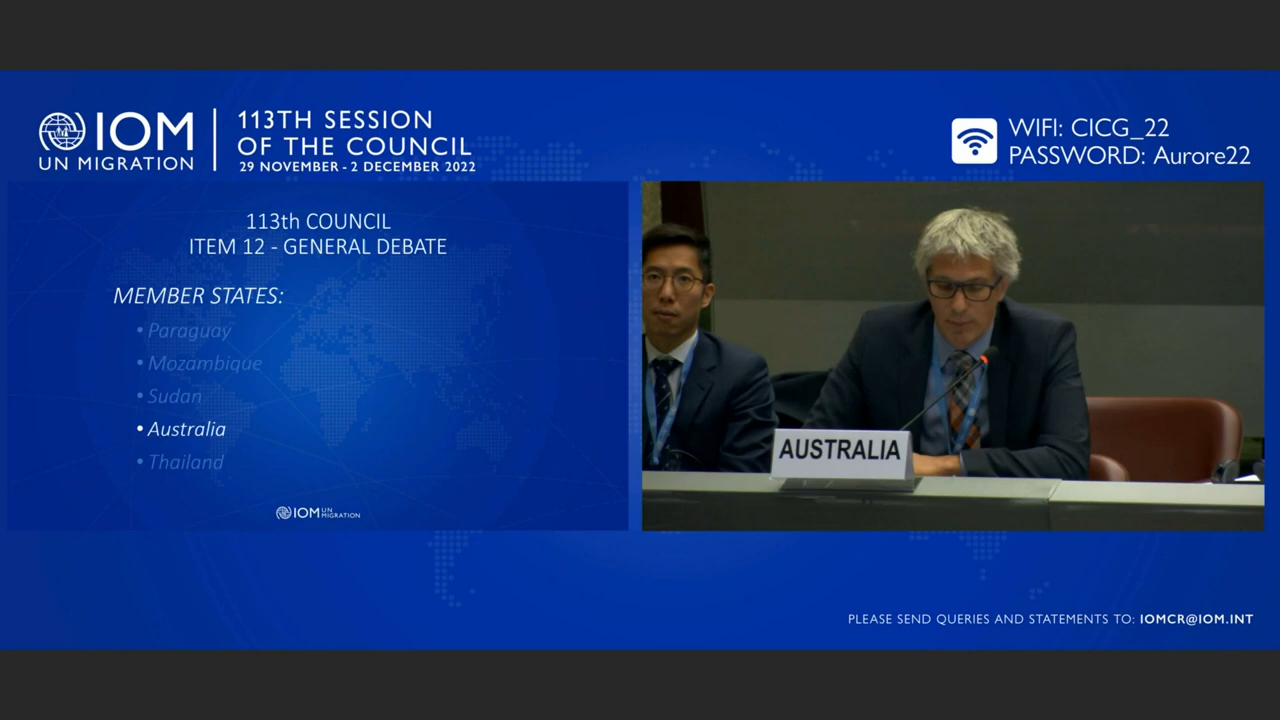 IOM
UN MIGRATION
113TH SESSION
OF THE COUNCIL
29 NOVEMBER - 2 DECEMBER 2022
WIFI: CICG_22
PASSWORD: Aurore22
113th COUNCIL
ITEM 12 - GENERAL DEBATE
MEMBER STATES:
• Paraguay
• Mozambique
• Sudan
• Australia
• Thailand
IOM UN MIGRATION
AUSTRALIA
PLEASE SEND QUERIES AND STATEMENTS TO: IOMCR@IOM.INT